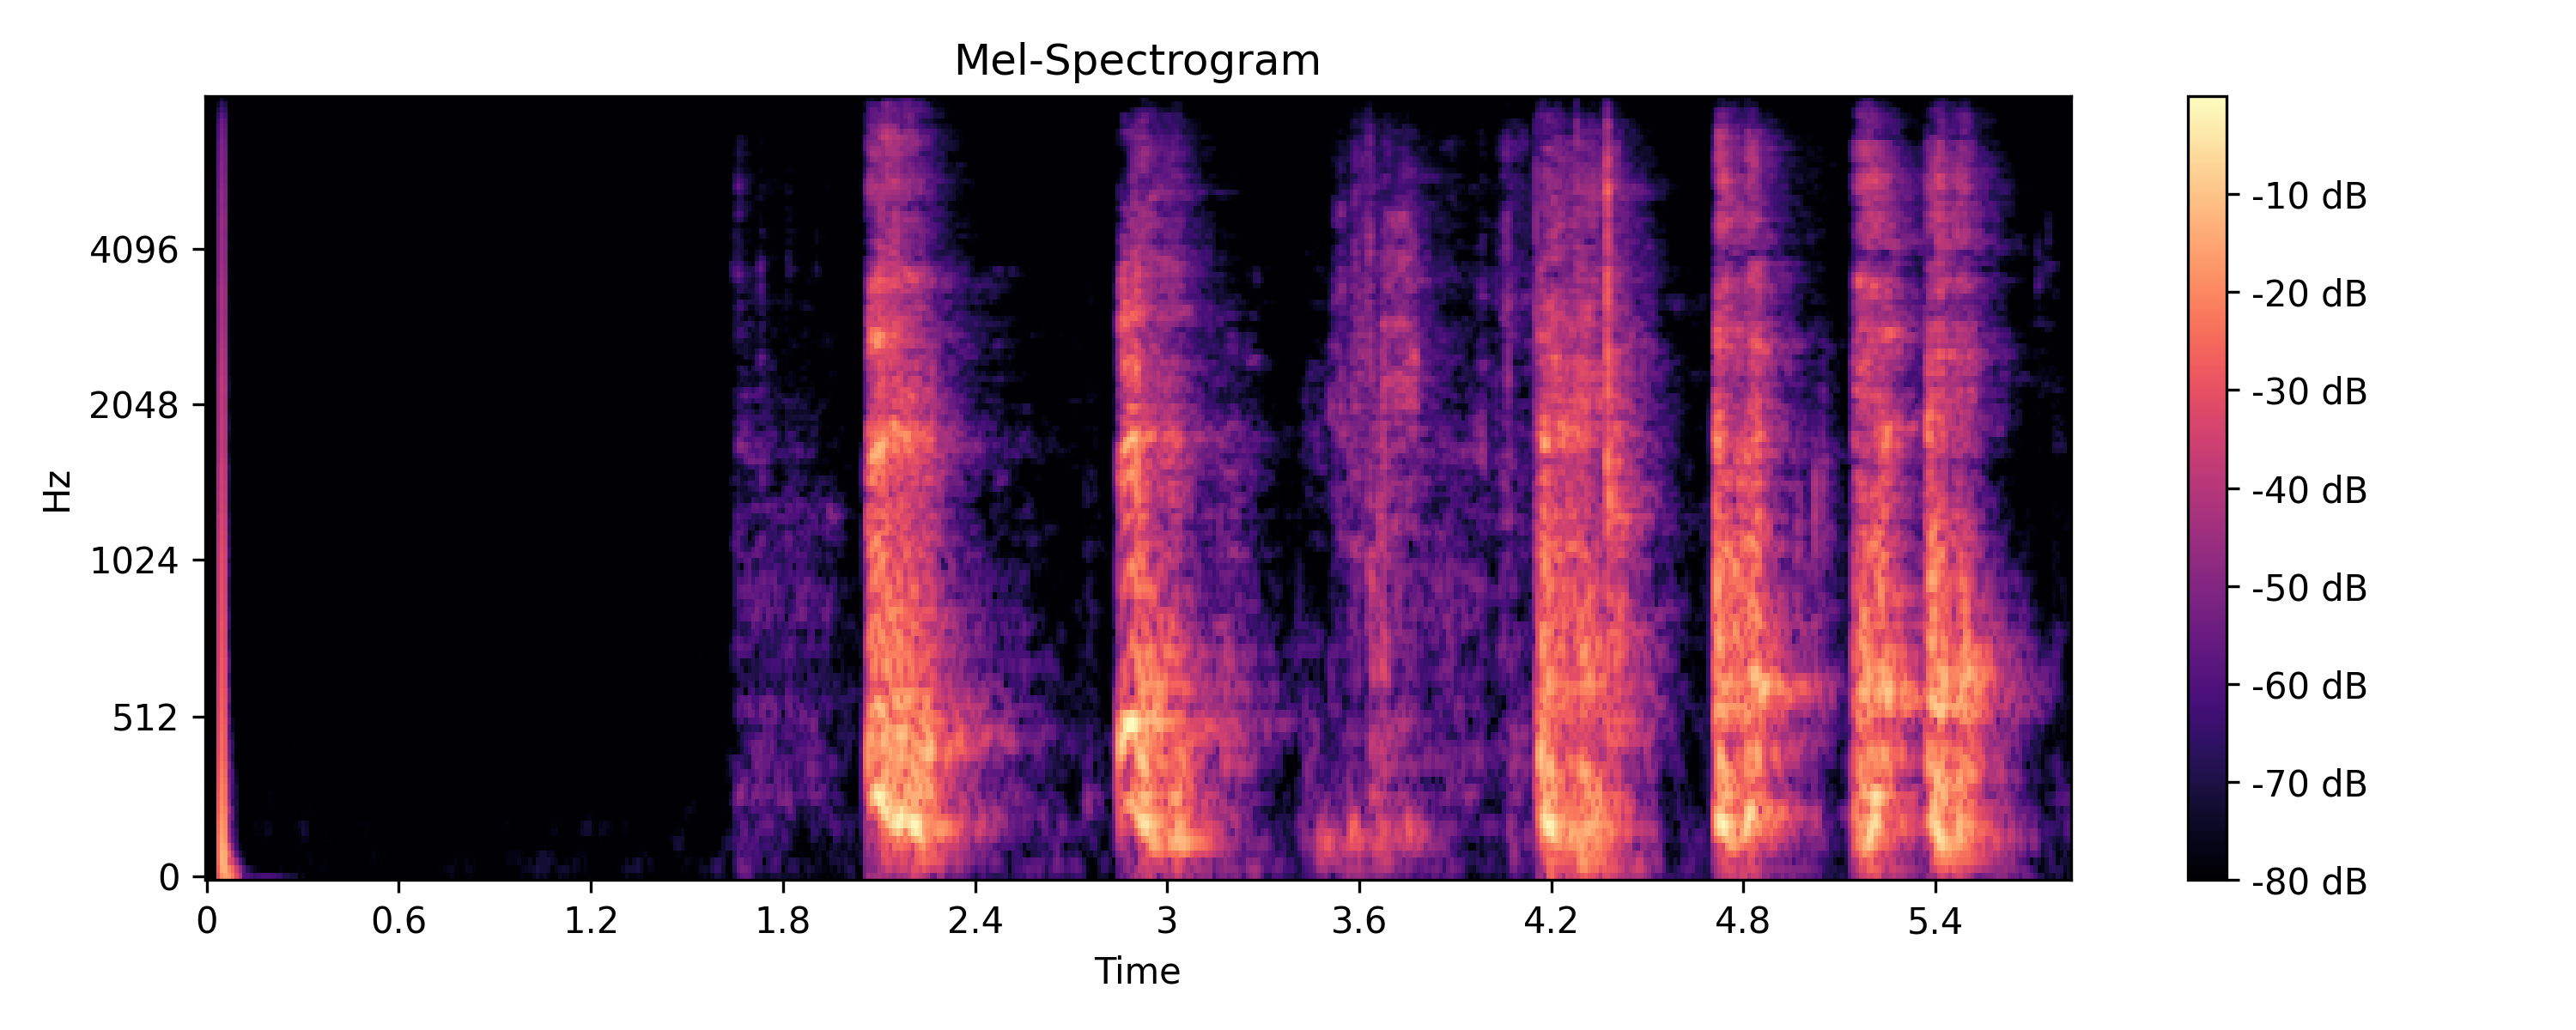 Mel-Spectrogram
Hz
4096
2048
1024
512
0
0 0.6 1.2 1.8 2.4 3 3.6 4.2 4.8 5.4
Time
-10 dB
-20 dB
-30 dB
-40 dB
-50 dB
-60 dB
-70 dB
-80 dB